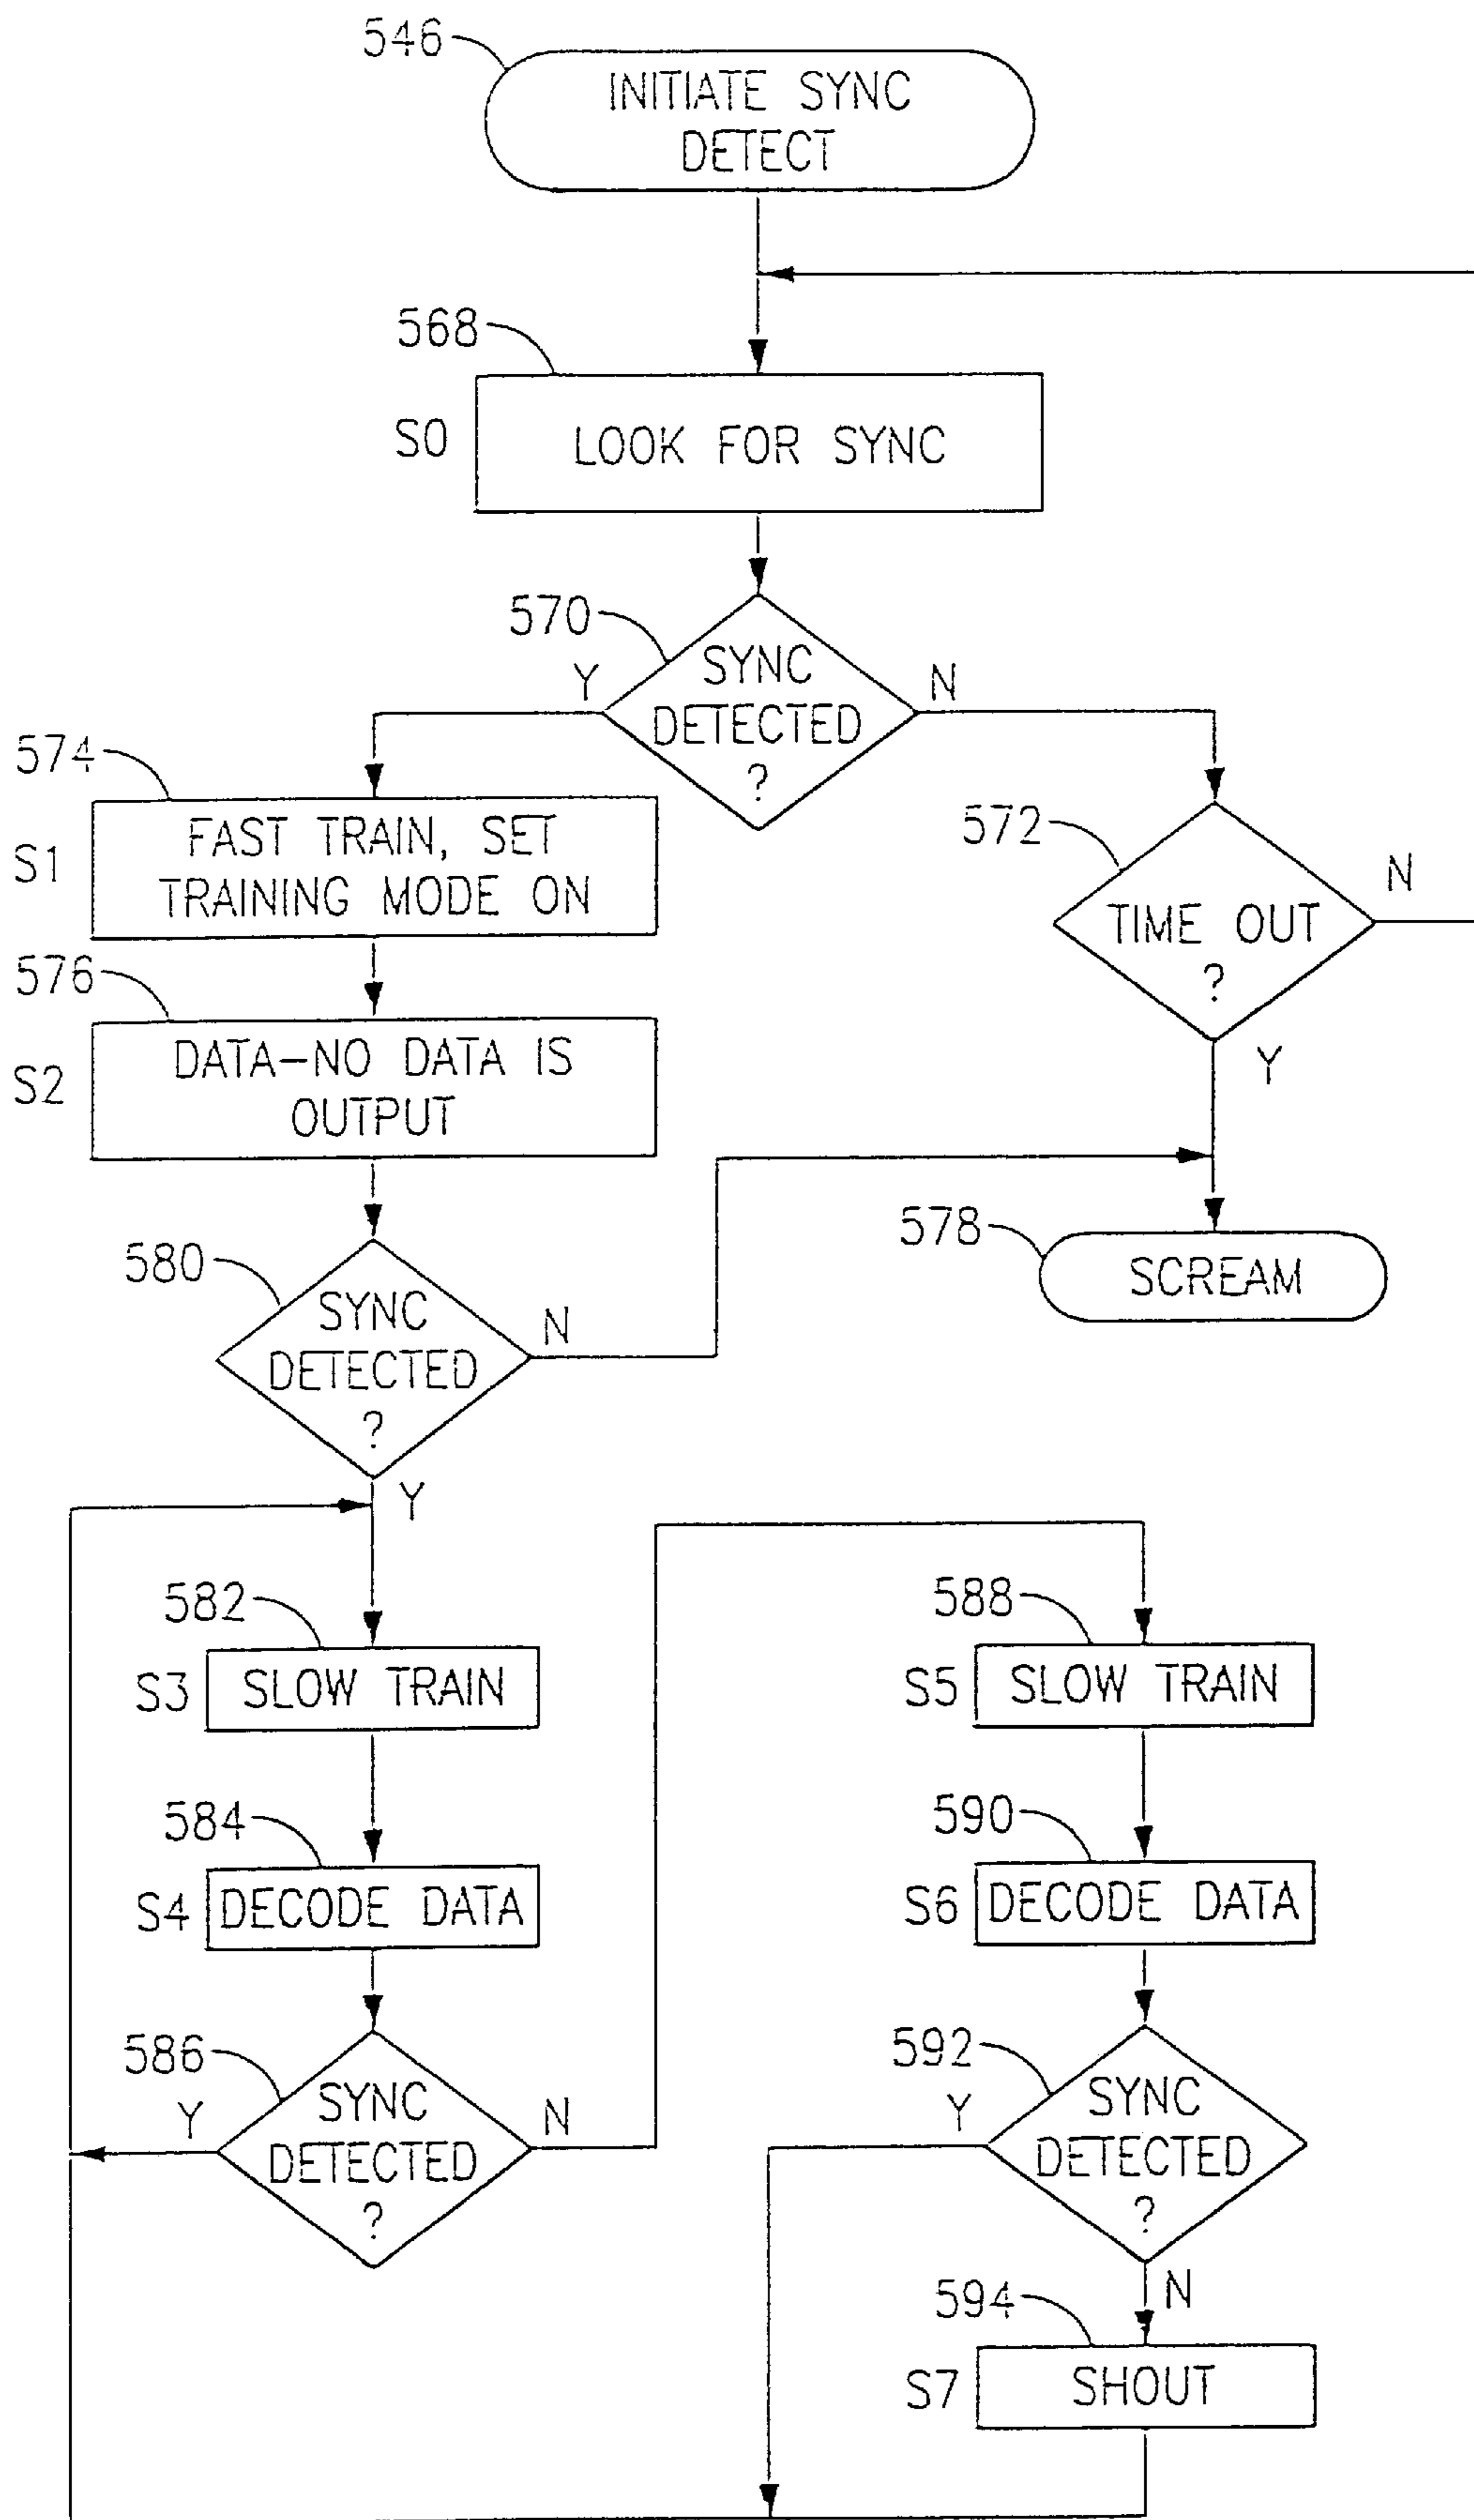 546
INITIATE SYNC
DETECT
568
S0
LOOK FOR SYNC
570
Y
SYNC
DETECTED
?
N
574
S1
FAST TRAIN, SET
TRAINING MODE ON
572
TIME OUT
?
N
Y
576
S2
DATA-NO DATA IS
OUTPUT
578
SCREAM
580
SYNC
DETECTED
?
N
Y
582
S3
SLOW TRAIN
588
S5
SLOW TRAIN
584
S4
DECODE DATA
590
S6
DECODE DATA
586
Y
SYNC
DETECTED
?
N
592
Y
SYNC
DETECTED
?
N
594
S7
SHOUT